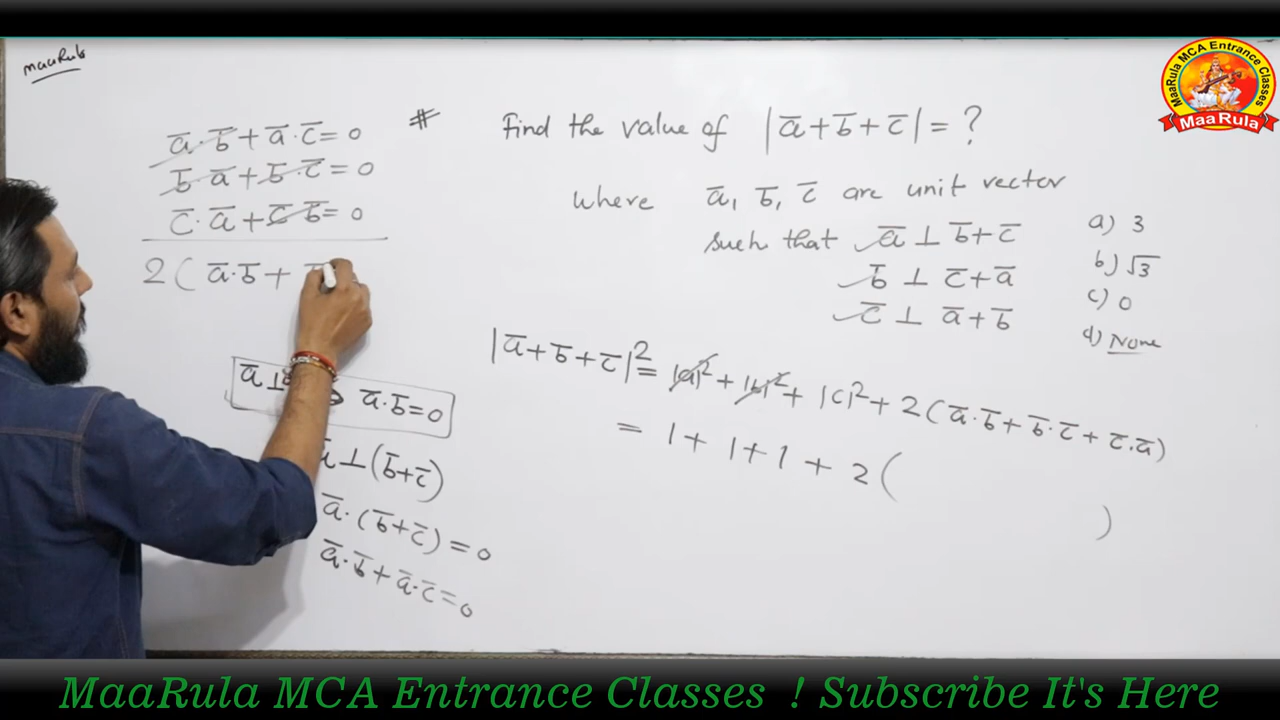 maaRula
MaaRula MCA Entrance Classes
MaaRula
a̅·b̅+a̅·c̅=0
b̅·a̅+b̅·c̅=0
c̅·a̅+c̅·b̅=0
2(a̅·b̅+
a̅·b̅=0
a̅⊥(b̅+c̅)
a̅·(b̅+c̅)=0
a̅·b̅+a̅·c̅=0
# Find the value of |a̅+b̅+c̅|=?
where a̅, b̅, c̅ are unit vector
such that a̅ ⊥ b̅+c̅
b̅ ⊥ c̅+a̅
c̅ ⊥ a̅+b̅
a) 3
b) √3
c) 0
d) None
|a̅+b̅+c̅|²=|a|²+|b|²+|c|²+2(a̅·b̅+b̅·c̅+c̅·a̅)
= 1+1+1+2( )
MaaRula MCA Entrance Classes ! Subscribe It's Here